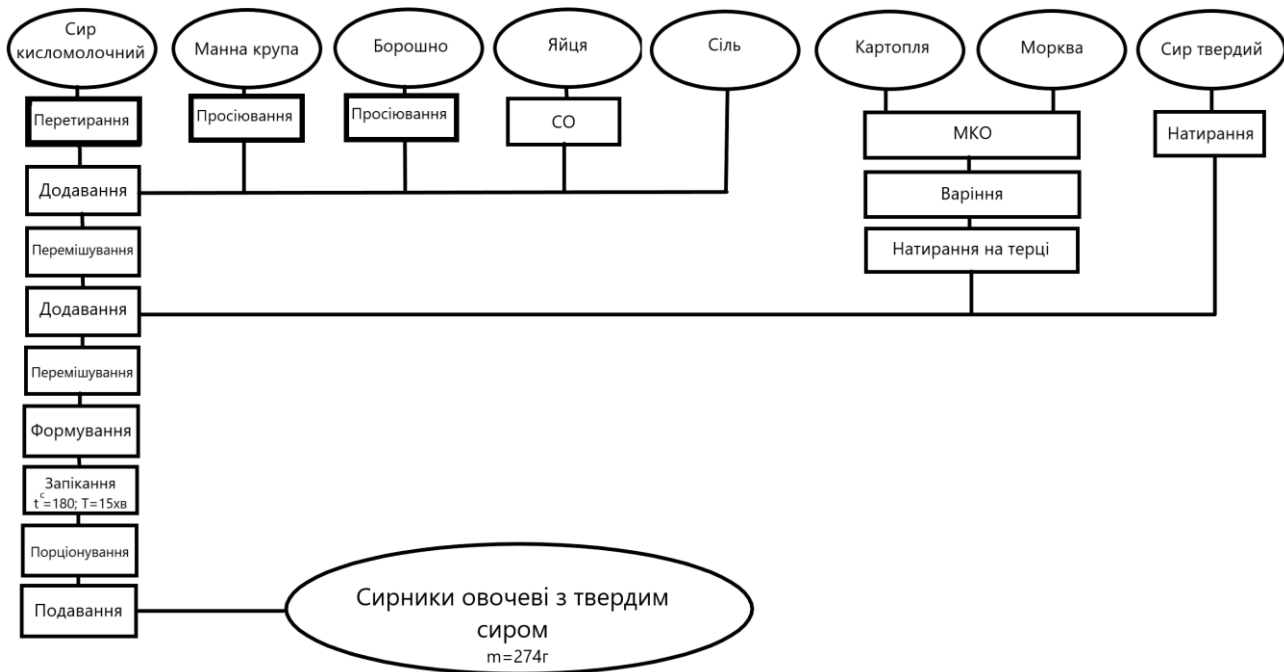 Сир
кисломолочний
Манна крупа
Борошно
Яйця
Сіль
Картопля
Морква
Сир твердий
Перетирання
Просіювання
Просіювання
СО
МКО
Натирання
Додавання
Варіння
Перемішування
Натирання на терці
Додавання
Перемішування
Формування
Запікання
t^c=180; T=15хв
Порціонування
Подавання
Сирники овочеві з твердим
сиром
m=274г